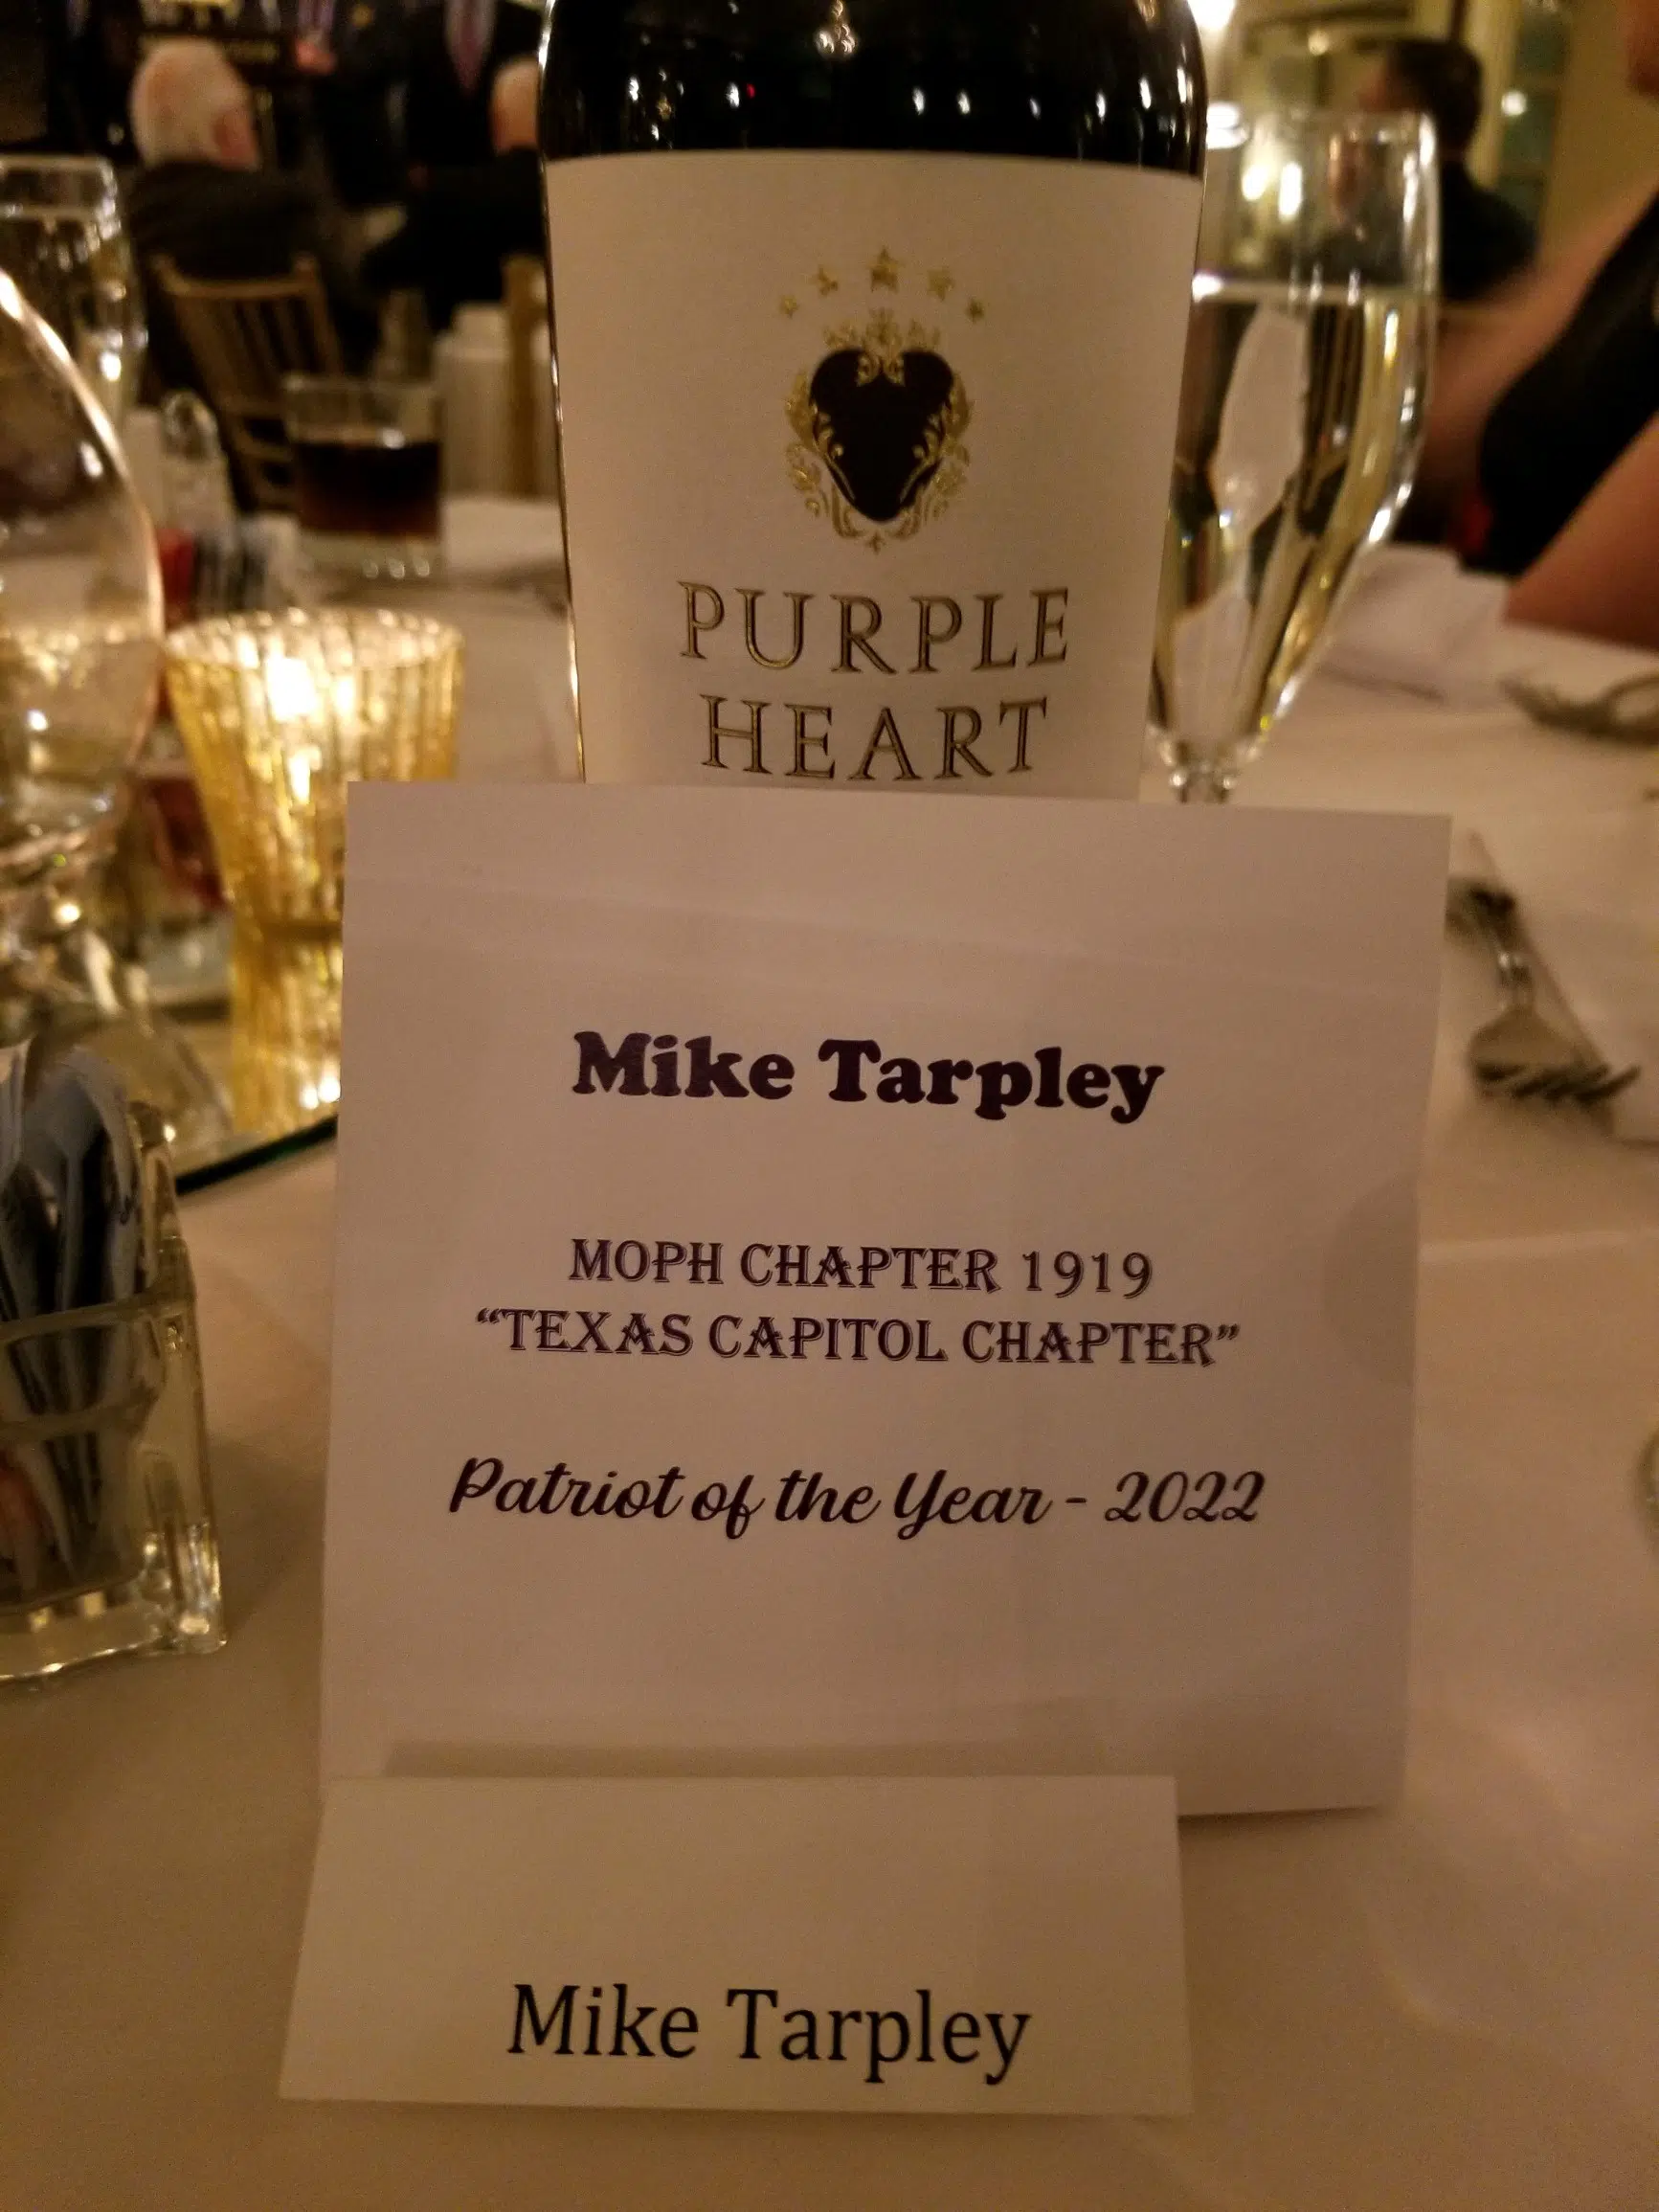 PURPLE
HEART
Mike Tarpley
MOPH CHAPTER 1919
“TEXAS CAPITOL CHAPTER”
Patriot of the Year - 2022
Mike Tarpley